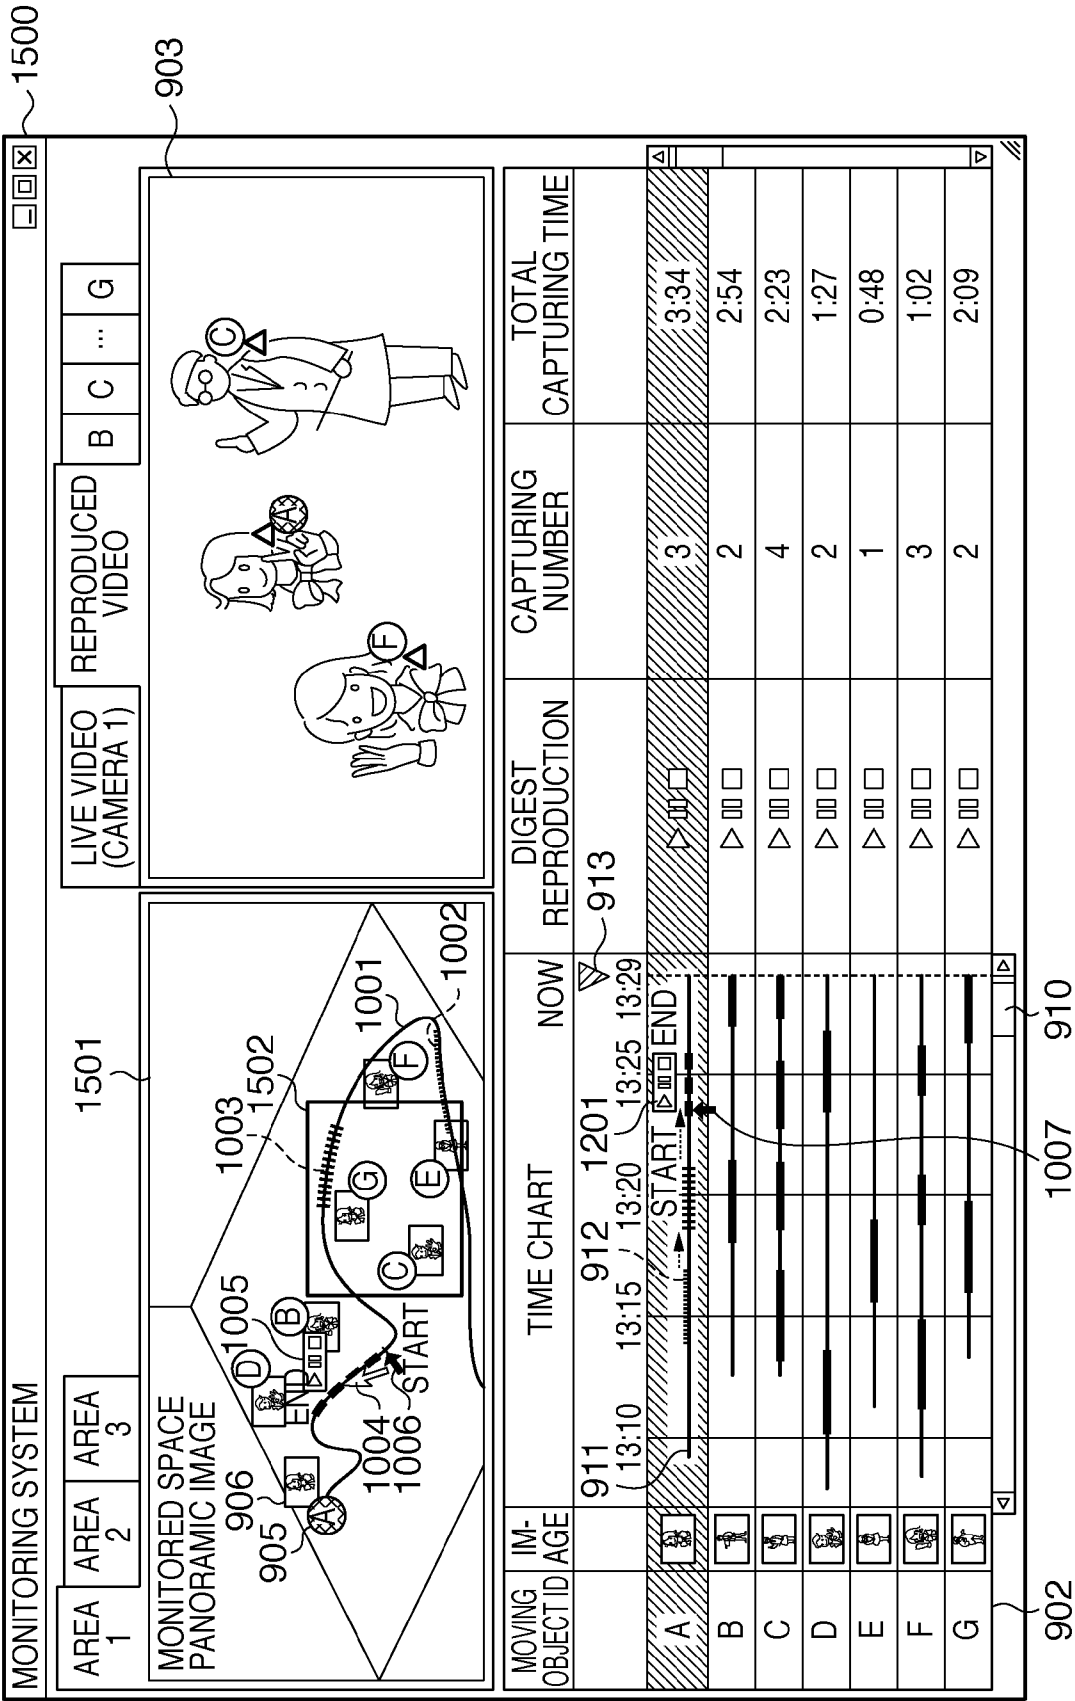 1500
MONITORING SYSTEM
AREA
1
AREA
2
AREA
3
1501
MONITORED SPACE
PANORAMIC IMAGE
906
905
A
D
1005
B
END
1004
1006
START
1003
1502
G
C
E
F
1001
1002
LIVE VIDEO
(CAMERA 1)
REPRODUCED
VIDEO
B
C
...
G
903
F
A
C
MOVING
OBJECT ID
IM-
AGE
TIME CHART
NOW
DIGEST
REPRODUCTION
CAPTURING
NUMBER
TOTAL
CAPTURING TIME
911
912
1201
913
13:10
13:15
13:20
13:25
13:29
A
START
END
3
3:34
B
2
2:54
C
4
2:23
D
2
1:27
E
1
0:48
F
3
1:02
G
2
2:09
902
1007
910